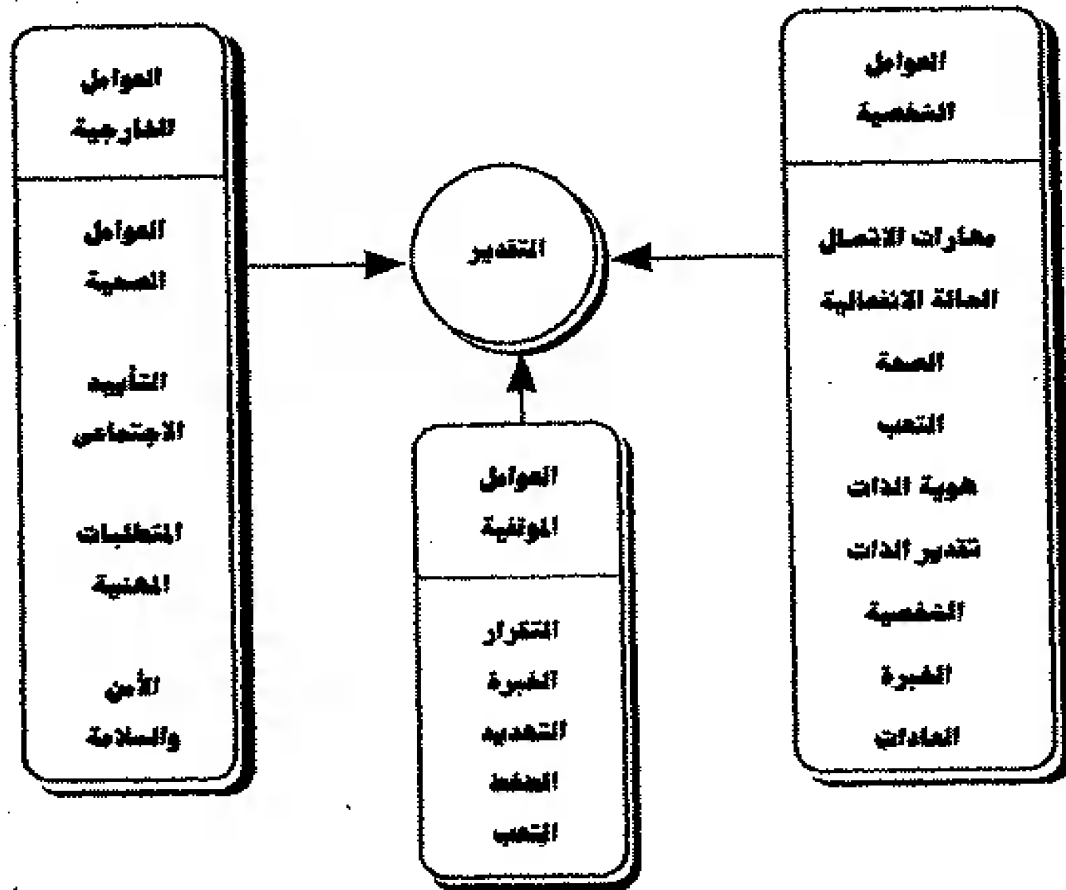 العوامل
الشخصية
مهارات الاتصال
الحالة الانفعالية
الصحة
التعب
هوية الذات
تقدير الذات
الشخصية
الخبرة
العادات
التقدير
العوامل
الموقفية
التكرار
الخبرة
التهديد
الضغط
التعب
العوامل
الخارجية
العوامل
الصحية
التأييد
الاجتماعى
المتطلبات
المهنية
الأمن
والسلامة